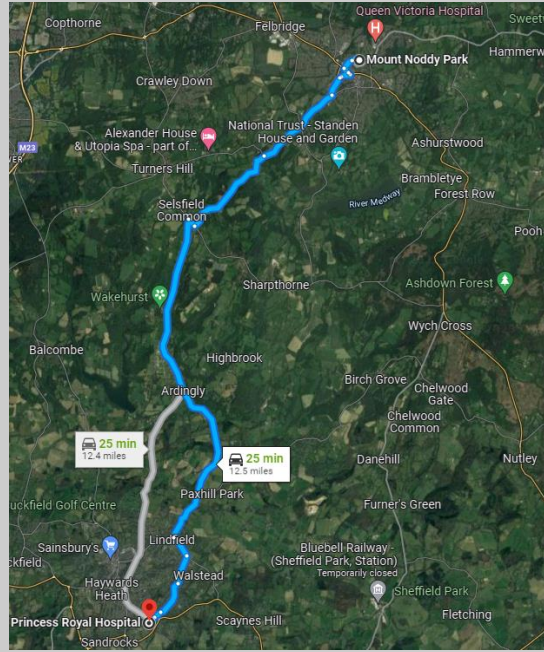 Copthorne
Felbridge
Queen Victoria Hospital
Hammerw
Mount Noddy Park
Crawley Down
M23
Alexander House
& Utopia Spa - part of...
National Trust - Standen
House and Garden
Ashurstwood
Turners Hill
Brambletye
Forest Row
River Medway
Selsfield
Common
Pooh
Sharpthorne
Ashdown Forest
Wakehurst
Wych Cross
Balcombe
Highbrook
Birch Grove
Chelwood
Gate
Ardingly
Chelwood
Common
25 min
12.4 miles
25 min
12.5 miles
Danehill
Nutley
Paxhill Park
uckfield Golf Centre
Furner's Green
Lindfield
Sainsbury's
ckfield
Bluebell Railway -
(Sheffield Park, Station)
Temporarily closed
Walstead
Haywards
Heath
Sheffield Park
Princess Royal Hospital
Scaynes Hill
Fletching
Sandrocks